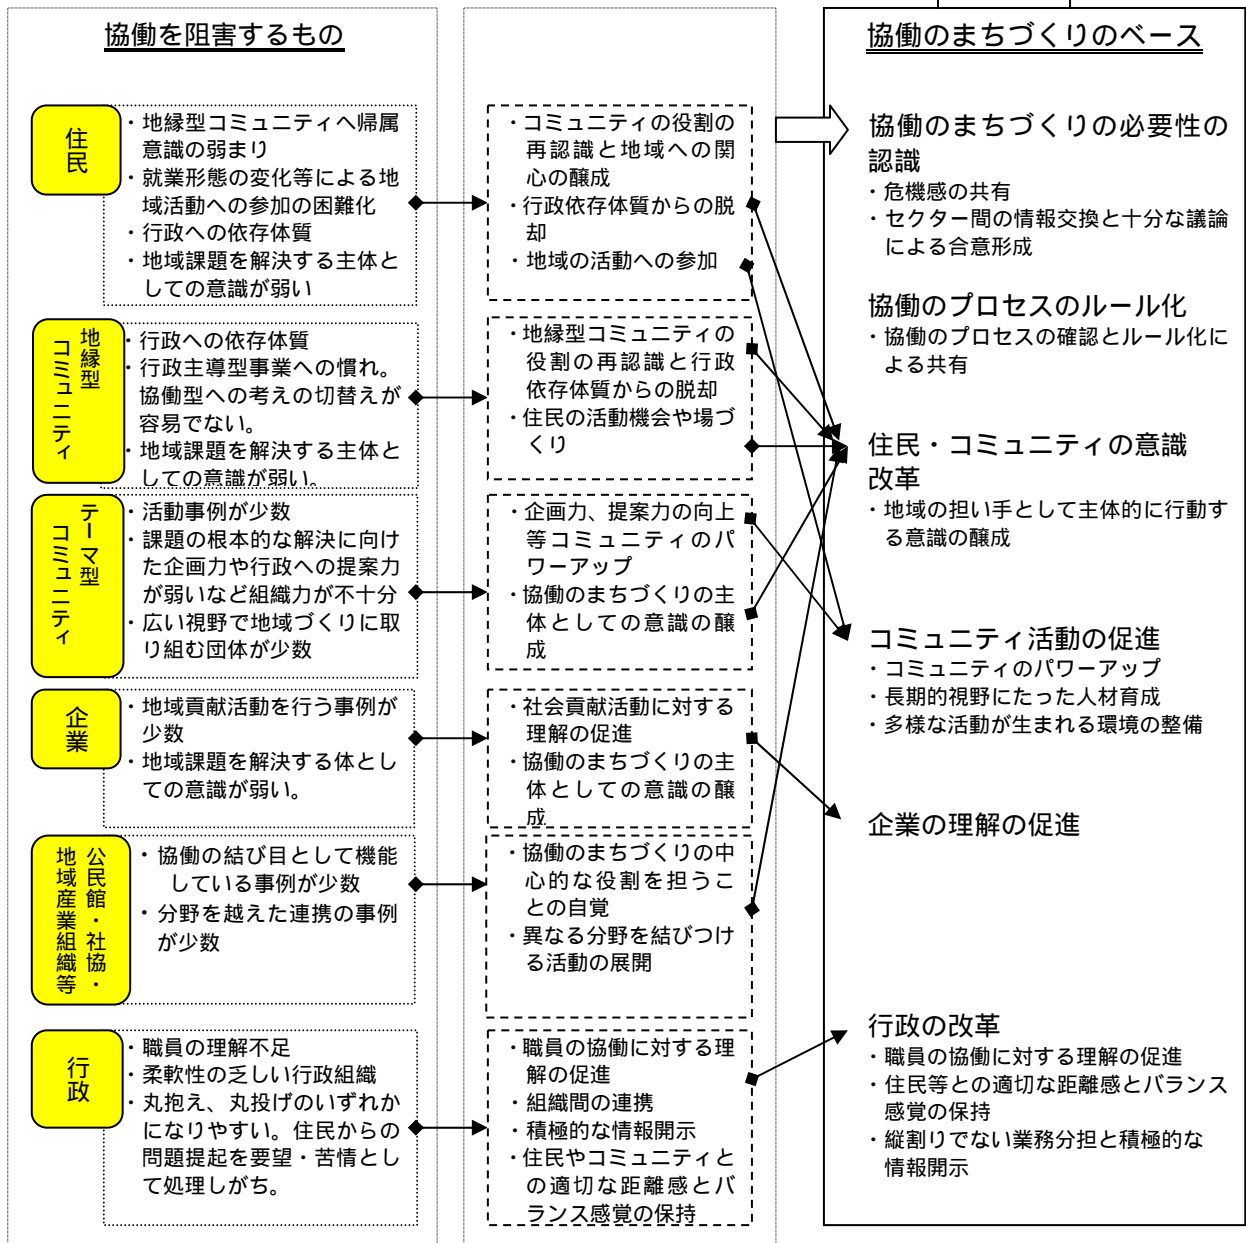 協働を阻害するもの
住民
・地縁型コミュニティへ帰属
意識の弱まり
・就業形態の変化等による地
域活動への参加の困難化
・行政への依存体質
・地域課題を解決する主体と
しての意識が弱い
地縁型
コミュニティ
・行政への依存体質
・行政主導型事業への慣れ。
協働型への考えの切替えが
容易でない。
・地域課題を解決する主体と
しての意識が弱い。
テーマ型
コミュニティ
・活動事例が少数
・課題の根本的な解決に向け
た企画力や行政への提案力
が弱いなど組織力が不十分
・広い視野で地域づくりに取
り組む団体が少数
企業
・地域貢献活動を行う事例が
少数
・地域課題を解決する体とし
ての意識が弱い。
公民館・社協・
地域産業組織等
・協働の結び目として機能
している事例が少数
・分野を越えた連携の事例
が少数
行政
・職員の理解不足
・柔軟性の乏しい行政組織
・丸抱え、丸投げのいずれか
になりやすい。住民からの
問題提起を要望・苦情とし
て処理しがち。
・コミュニティの役割の
再認識と地域への関
心の醸成
・行政依存体質からの脱
却
・地域の活動への参加
・地縁型コミュニティの
役割の再認識と行政
依存体質からの脱却
・住民の活動機会や場づ
くり
・企画力、提案力の向上
等コミュニティのパ
ワーアップ
・協働のまちづくりの主
体としての意識の醸
成
・社会貢献活動に対する
理解の促進
・協働のまちづくりの主
体としての意識の醸
成
・協働のまちづくりの中
心的な役割を担うこ
との自覚
・異なる分野を結びつけ
る活動の展開
・職員の協働に対する理
解の促進
・組織間の連携
・積極的な情報開示
・住民やコミュニティと
の適切な距離感とバ
ランス感覚の保持
協働のまちづくりのベース
協働のまちづくりの必要性の
認識
・危機感の共有
・セクター間の情報交換と十分な議論
による合意形成
協働のプロセスのルール化
・協働のプロセスの確認とルール化に
よる共有
住民・コミュニティの意識
改革
・地域の担い手として主体的に行動す
る意識の醸成
コミュニティ活動の促進
・コミュニティのパワーアップ
・長期的視野にたった人材育成
・多様な活動が生まれる環境の整備
企業の理解の促進
行政の改革
・職員の協働に対する理解の促進
・住民等との適切な距離感とバランス
感覚の保持
・縦割りでない業務分担と積極的な
情報開示